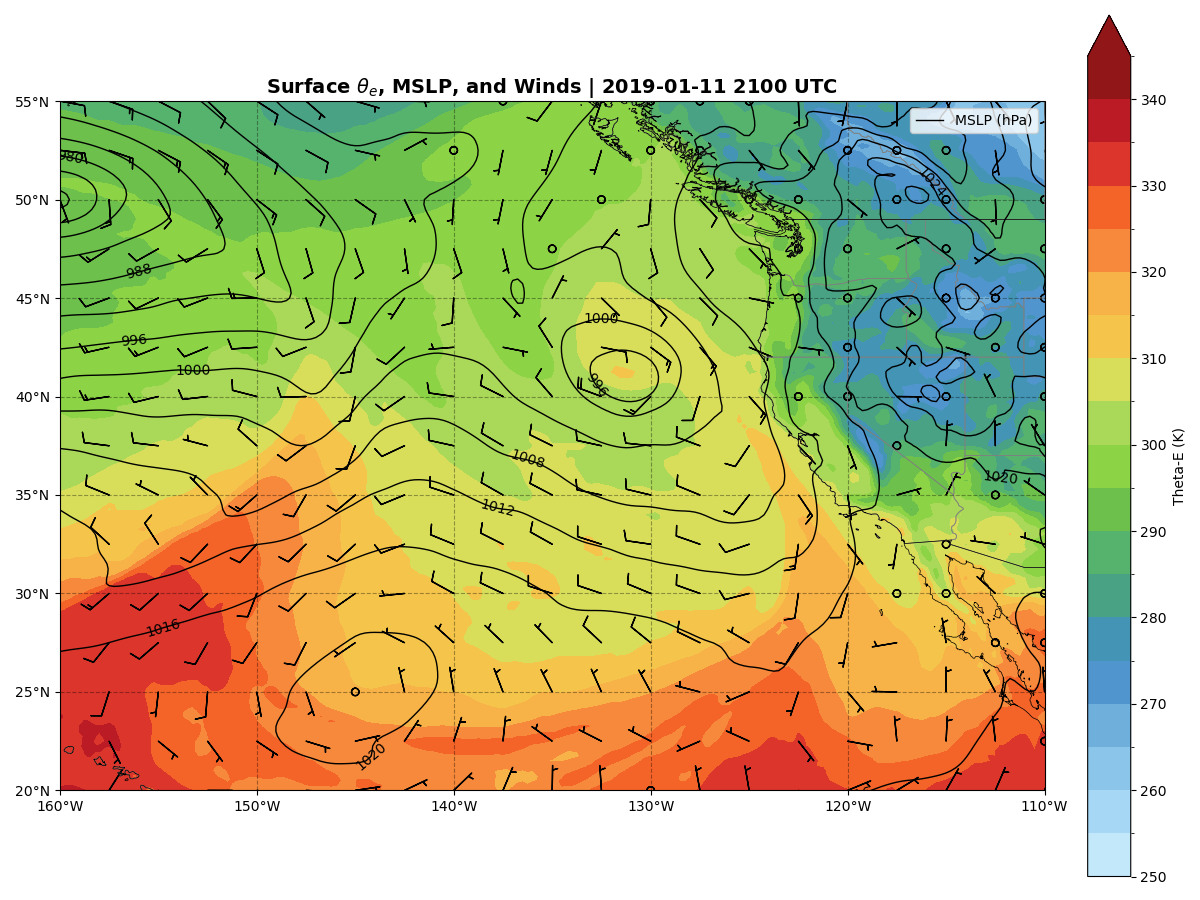 Surface θe, MSLP, and Winds | 2019-01-11 2100 UTC
MSLP (hPa)
55°N
50°N
45°N
40°N
35°N
30°N
25°N
20°N
160°W
150°W
140°W
130°W
120°W
110°W
980
988
996
1000
1000
996
1008
1012
1016
1020
1024
1020
340
330
320
310
300
290
280
270
260
250
Theta-E (K)